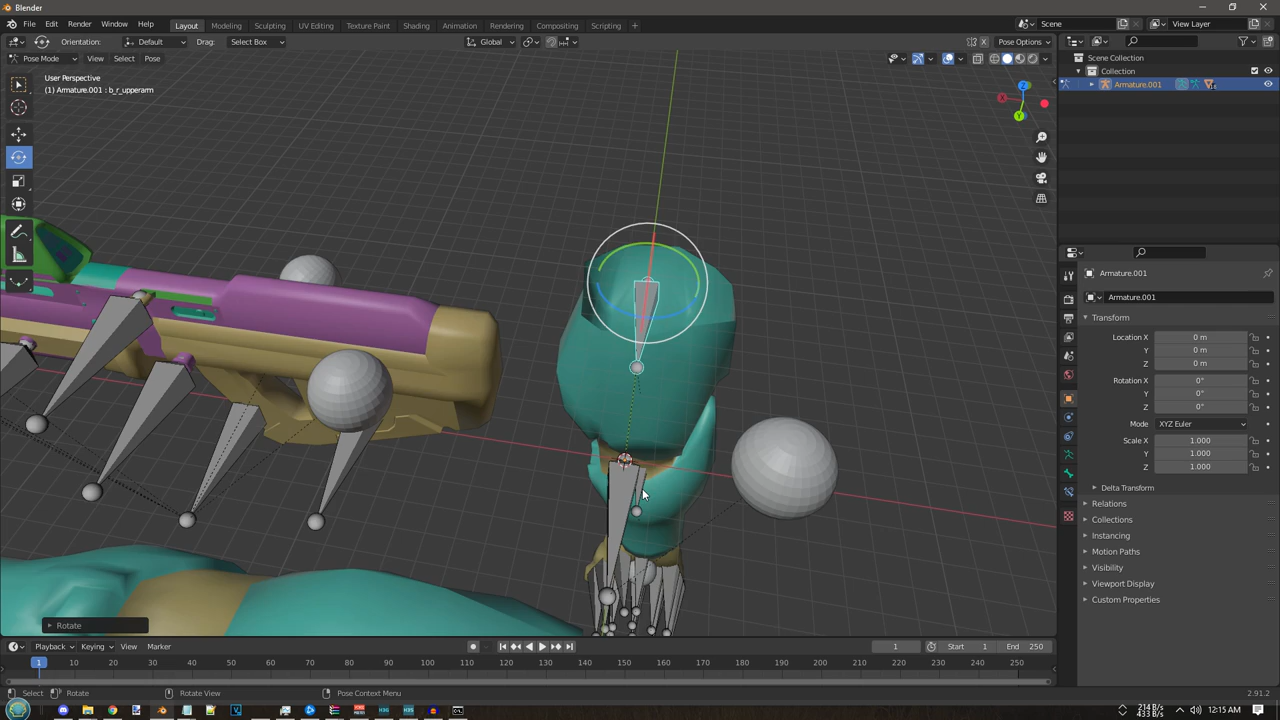 Blender
File Edit Render Window Help
Layout Modeling Sculpting UV Editing Texture Paint Shading Animation Rendering Compositing Scripting
Scene
View Layer
Orientation: Default Drag: Select Box
Global
Pose Options
Pose Mode View Select Pose
User Perspective
(1) Armature.001 : b_r_upperarm
X
Z
Y
Scene Collection
Collection
Armature.001
Armature.001
Armature.001
Transform
Location X 0 m
Y 0 m
Z 0 m
Rotation X 0°
Y 0°
Z 0°
Mode XYZ Euler
Scale X 1.000
Y 1.000
Z 1.000
Delta Transform
Relations
Collections
Instancing
Motion Paths
Visibility
Viewport Display
Custom Properties
Rotate
Playback Keying View Marker
1
Start 1
End 250
1 10 20 30 40 50 60 70 80 90 100 110 120 130 140 150 160 170 180 190 200 210 220 230 240 250
Select Rotate Rotate View Pose Context Menu
2.91.2
214 B/s
433 B/s
12:15 AM